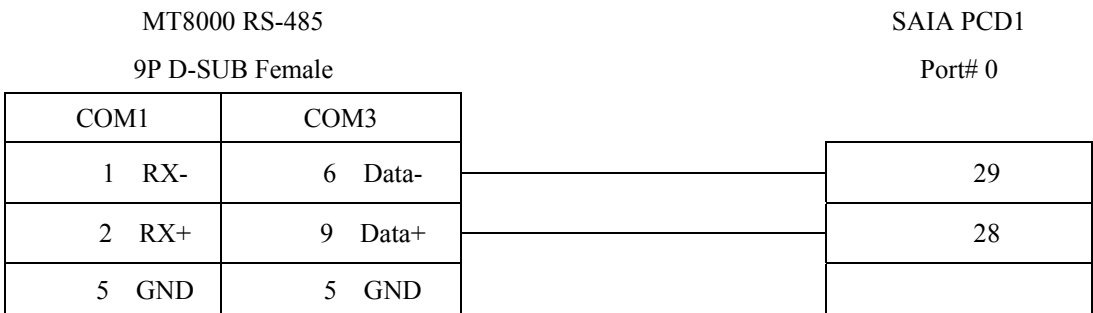 MT8000 RS-485 SAIA PCD1
9P D-SUB Female Port# 0
COM1 COM3
1 RX- 6 Data- 29
2 RX+ 9 Data+ 28
5 GND 5 GND